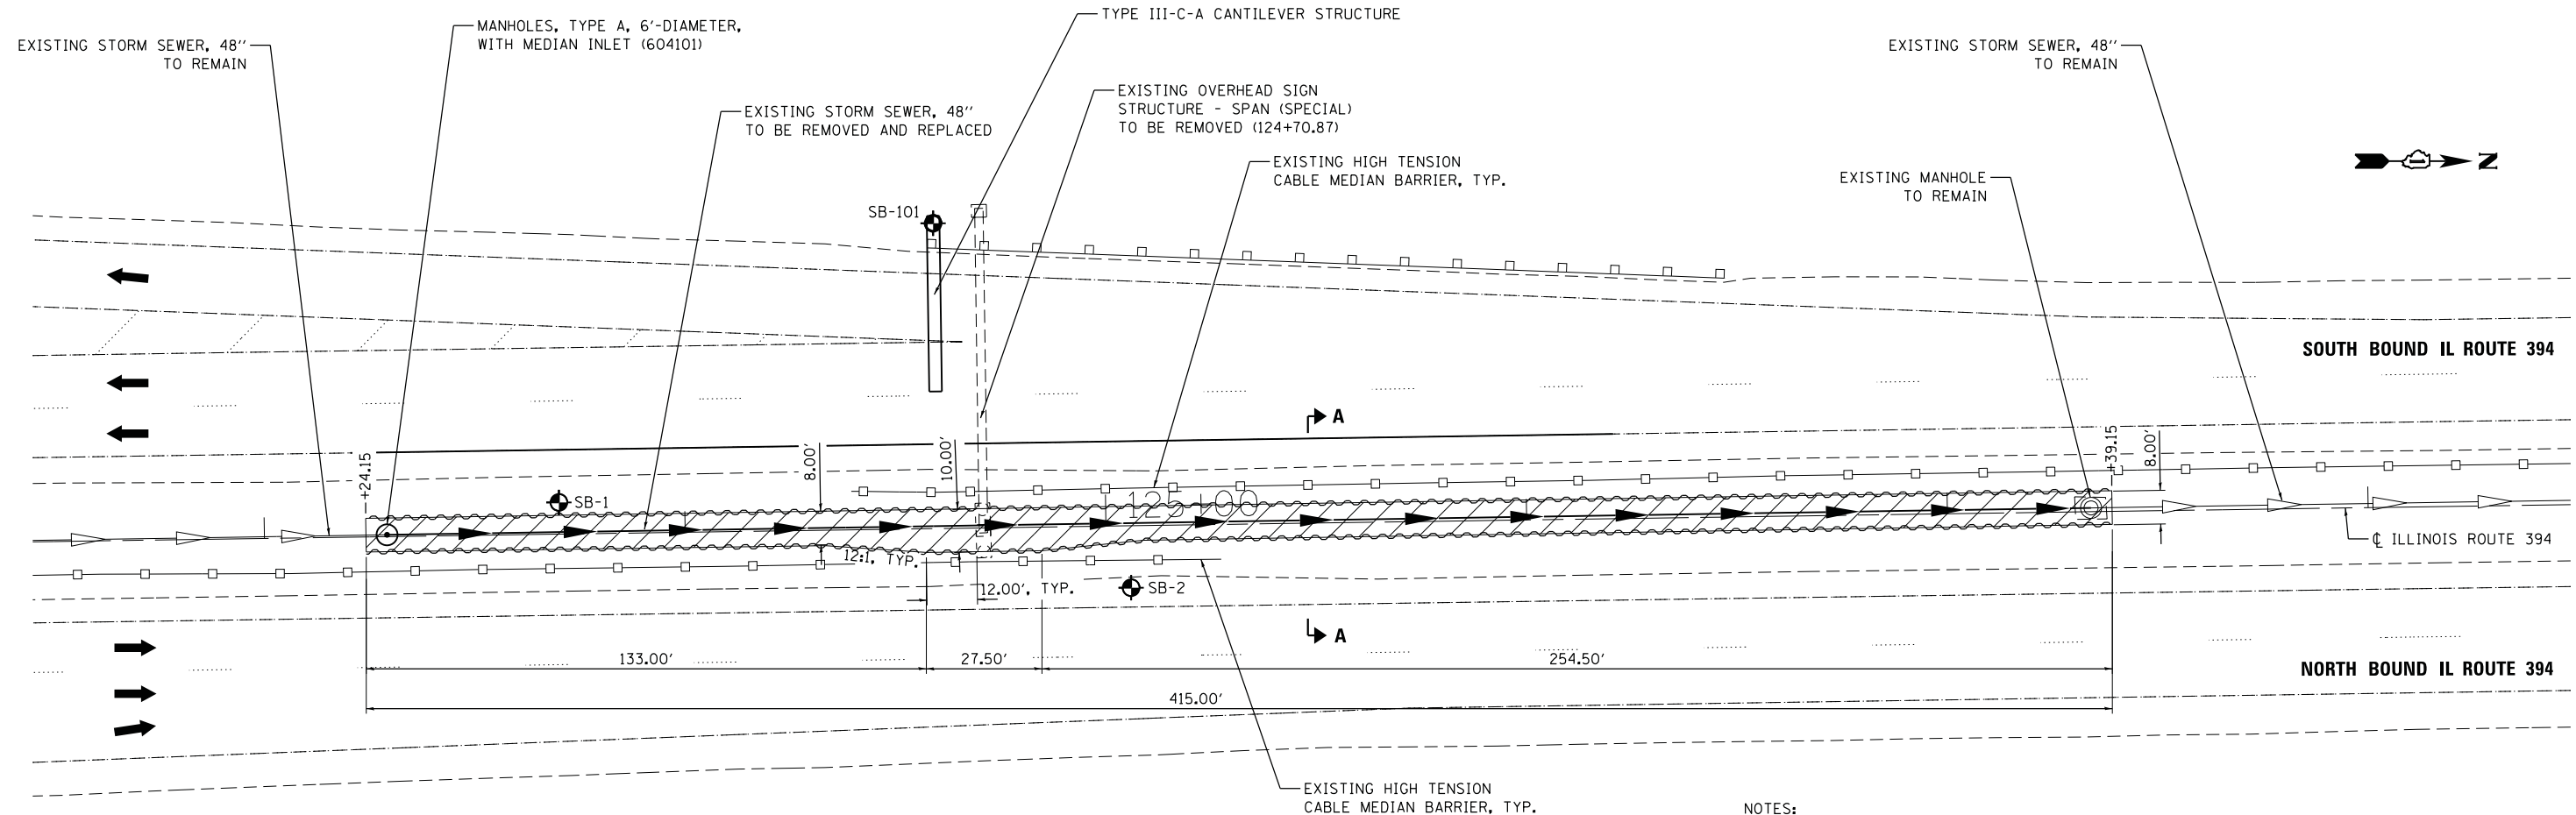 TYPE III-C-A CANTILEVER STRUCTURE
MANHOLES, TYPE A, 6'-DIAMETER,
WITH MEDIAN INLET (604101)
EXISTING STORM SEWER, 48''
TO REMAIN
EXISTING STORM SEWER, 48''
TO REMAIN
EXISTING OVERHEAD SIGN
STRUCTURE - SPAN (SPECIAL)
TO BE REMOVED (124+70.87)
EXISTING STORM SEWER, 48''
TO BE REMOVED AND REPLACED
EXISTING HIGH TENSION
CABLE MEDIAN BARRIER, TYP.
EXISTING MANHOLE
TO REMAIN
N
SB-101
SOUTH BOUND IL ROUTE 394
A
+24.15
8.00'
10.00'
+39.15
8.00'
SB-1
125+00
℄ ILLINOIS ROUTE 394
12:1, TYP.
12.00', TYP.
SB-2
A
133.00'
27.50'
254.50'
NORTH BOUND IL ROUTE 394
415.00'
EXISTING HIGH TENSION
CABLE MEDIAN BARRIER, TYP.
NOTES: